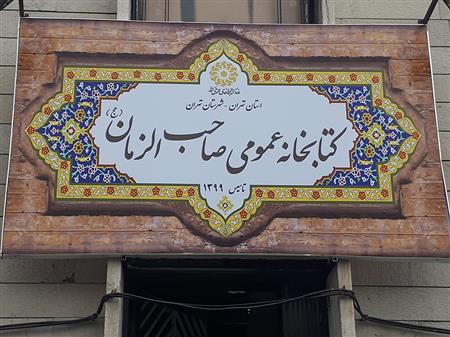 استان تهران - شهرستان تهران
کتابخانه عمومی صاحب الزمان (عج)
تاسیس ۱۳۹۹